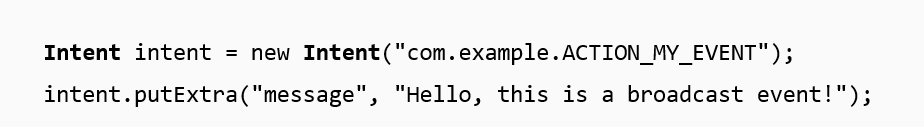 Intent intent = new Intent("com.example.ACTION_MY_EVENT");
intent.putExtra("message", "Hello, this is a broadcast event!");